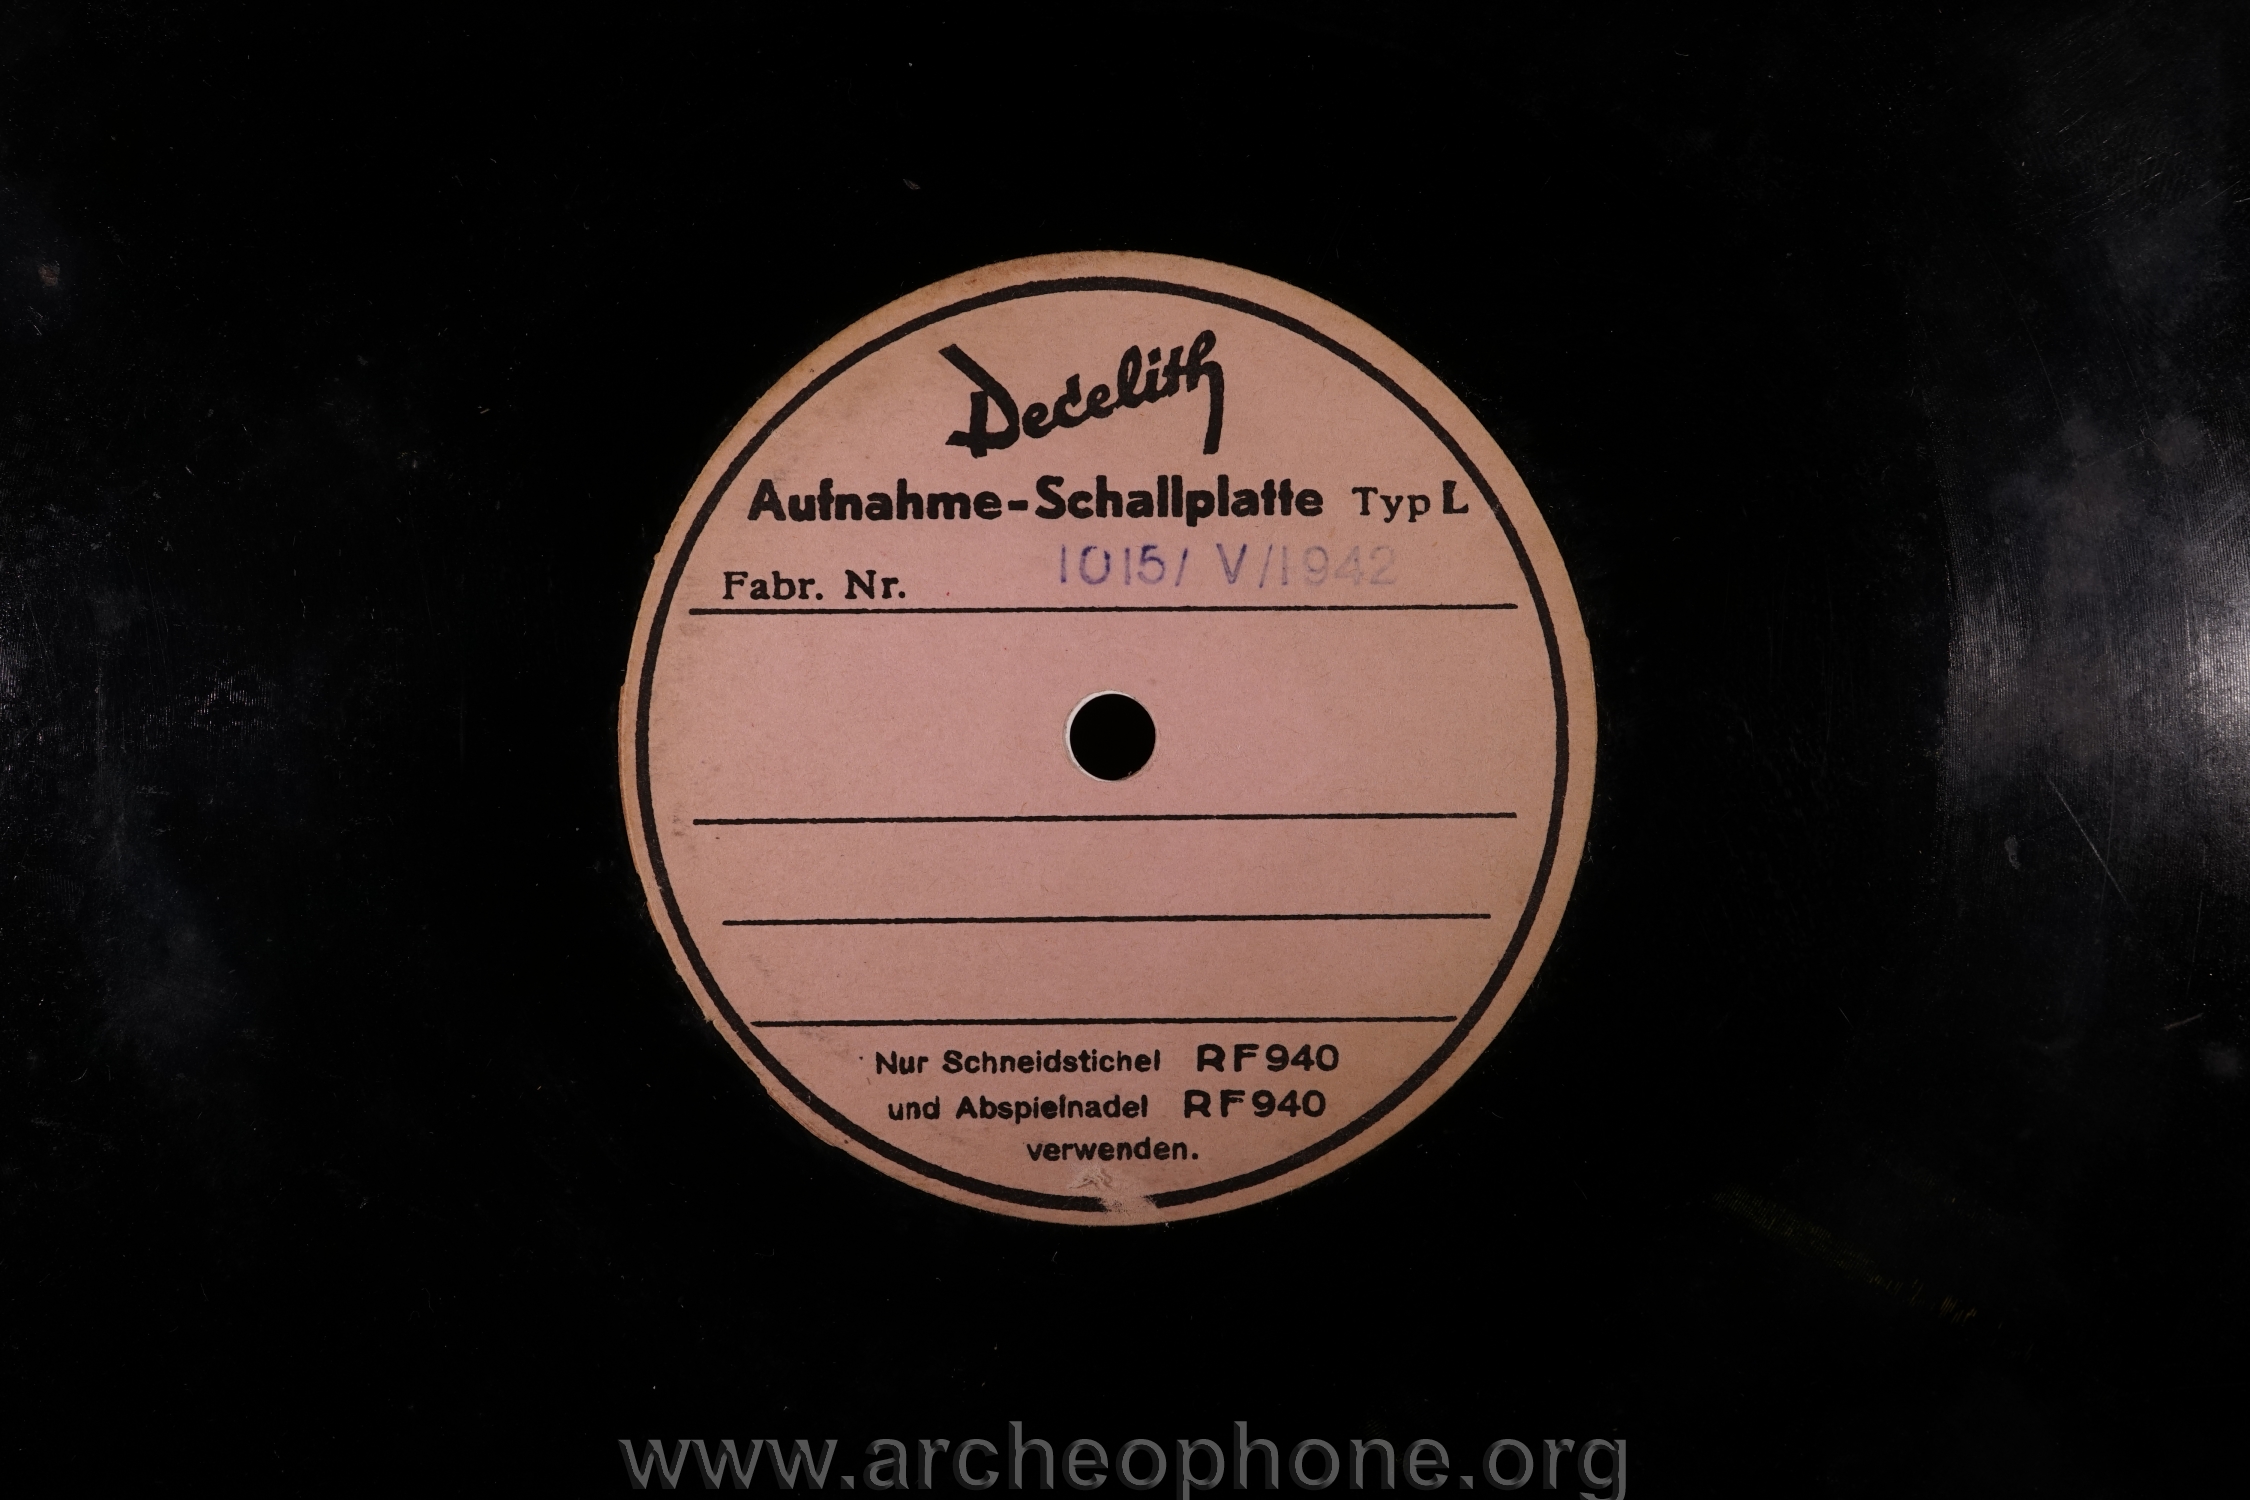 Decelith
Aufnahme-Schallplatte Typ L
Fabr. Nr. 1015/ V/1942
Nur Schneidstichel RF940
und Abspielnadel RF940
verwenden.
www.archeophone.org